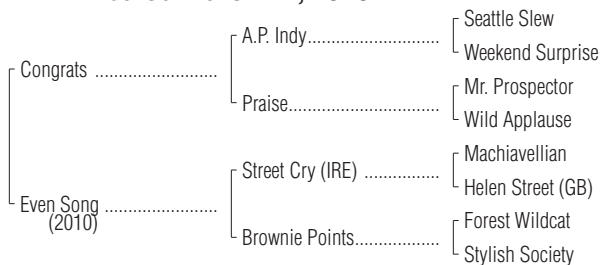 Seattle Slew
A.P. Indy
Weekend Surprise
Congrats
Mr. Prospector
Praise
Wild Applause
Machiavellian
Street Cry (IRE)
Helen Street (GB)
Even Song
(2010)
Forest Wildcat
Brownie Points
Stylish Society